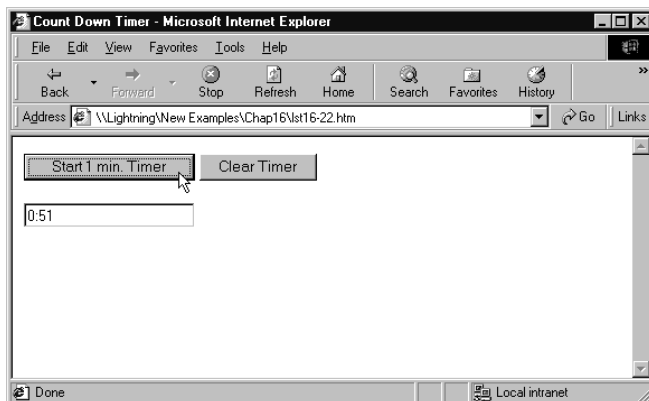 Count Down Timer - Microsoft Internet Explorer
File Edit View Favorites Tools Help
Back Forward Stop Refresh Home Search Favorites History »
Address \\Lightning\New Examples\Chap16\lst16-22.htm Go Links
Start 1 min. Timer Clear Timer
0:51
Done Local intranet